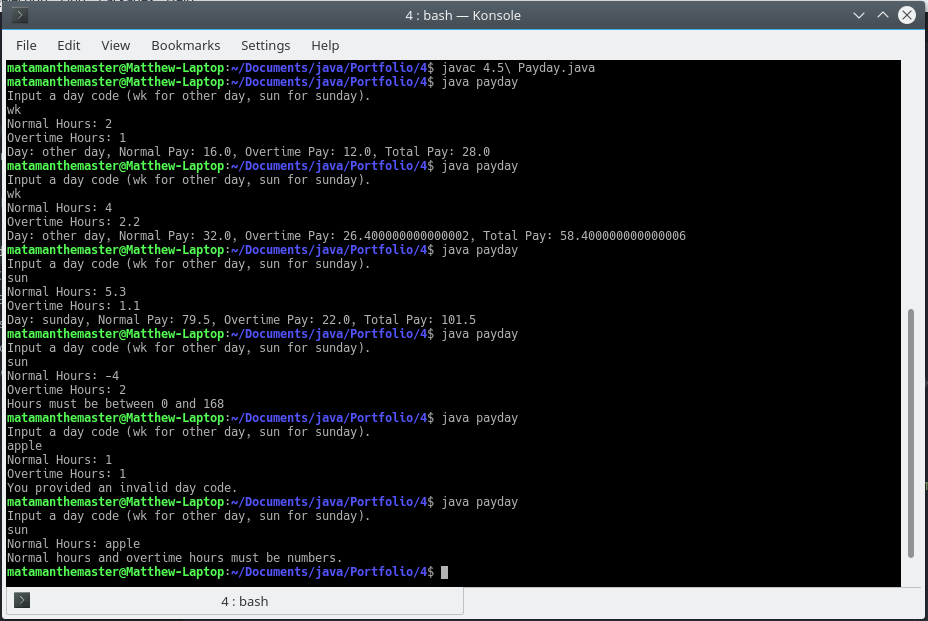 4 : bash — Konsole
File Edit View Bookmarks Settings Help
matamanthemaster@Matthew-Laptop:~/Documents/java/Portfolio/4$ javac 4.5\ Payday.java
matamanthemaster@Matthew-Laptop:~/Documents/java/Portfolio/4$ java payday
Input a day code (wk for other day, sun for sunday).
wk
Normal Hours: 2
Overtime Hours: 1
Day: other day, Normal Pay: 16.0, Overtime Pay: 12.0, Total Pay: 28.0
matamanthemaster@Matthew-Laptop:~/Documents/java/Portfolio/4$ java payday
Input a day code (wk for other day, sun for sunday).
wk
Normal Hours: 4
Overtime Hours: 2.2
Day: other day, Normal Pay: 32.0, Overtime Pay: 26.400000000000002, Total Pay: 58.400000000000006
matamanthemaster@Matthew-Laptop:~/Documents/java/Portfolio/4$ java payday
Input a day code (wk for other day, sun for sunday).
sun
Normal Hours: 5.3
Overtime Hours: 1.1
Day: sunday, Normal Pay: 79.5, Overtime Pay: 22.0, Total Pay: 101.5
matamanthemaster@Matthew-Laptop:~/Documents/java/Portfolio/4$ java payday
Input a day code (wk for other day, sun for sunday).
sun
Normal Hours: -4
Overtime Hours: 2
Hours must be between 0 and 168
matamanthemaster@Matthew-Laptop:~/Documents/java/Portfolio/4$ java payday
Input a day code (wk for other day, sun for sunday).
apple
Normal Hours: 1
Overtime Hours: 1
You provided an invalid day code.
matamanthemaster@Matthew-Laptop:~/Documents/java/Portfolio/4$ java payday
Input a day code (wk for other day, sun for sunday).
sun
Normal Hours: apple
Normal hours and overtime hours must be numbers.
matamanthemaster@Matthew-Laptop:~/Documents/java/Portfolio/4$
4 : bash